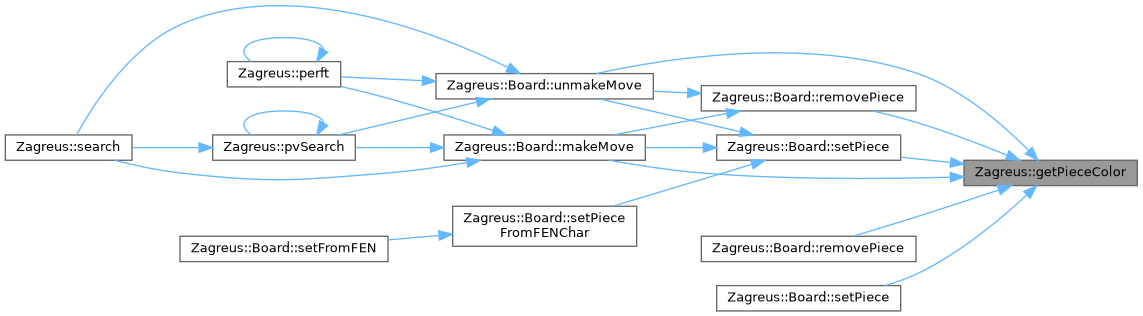 Zagreus::perft
Zagreus::Board::unmakeMove
Zagreus::Board::removePiece
Zagreus::search
Zagreus::pvSearch
Zagreus::Board::makeMove
Zagreus::Board::setPiece
Zagreus::getPieceColor
Zagreus::Board::setPiece
FromFENChar
Zagreus::Board::setFromFEN
Zagreus::Board::removePiece
Zagreus::Board::setPiece